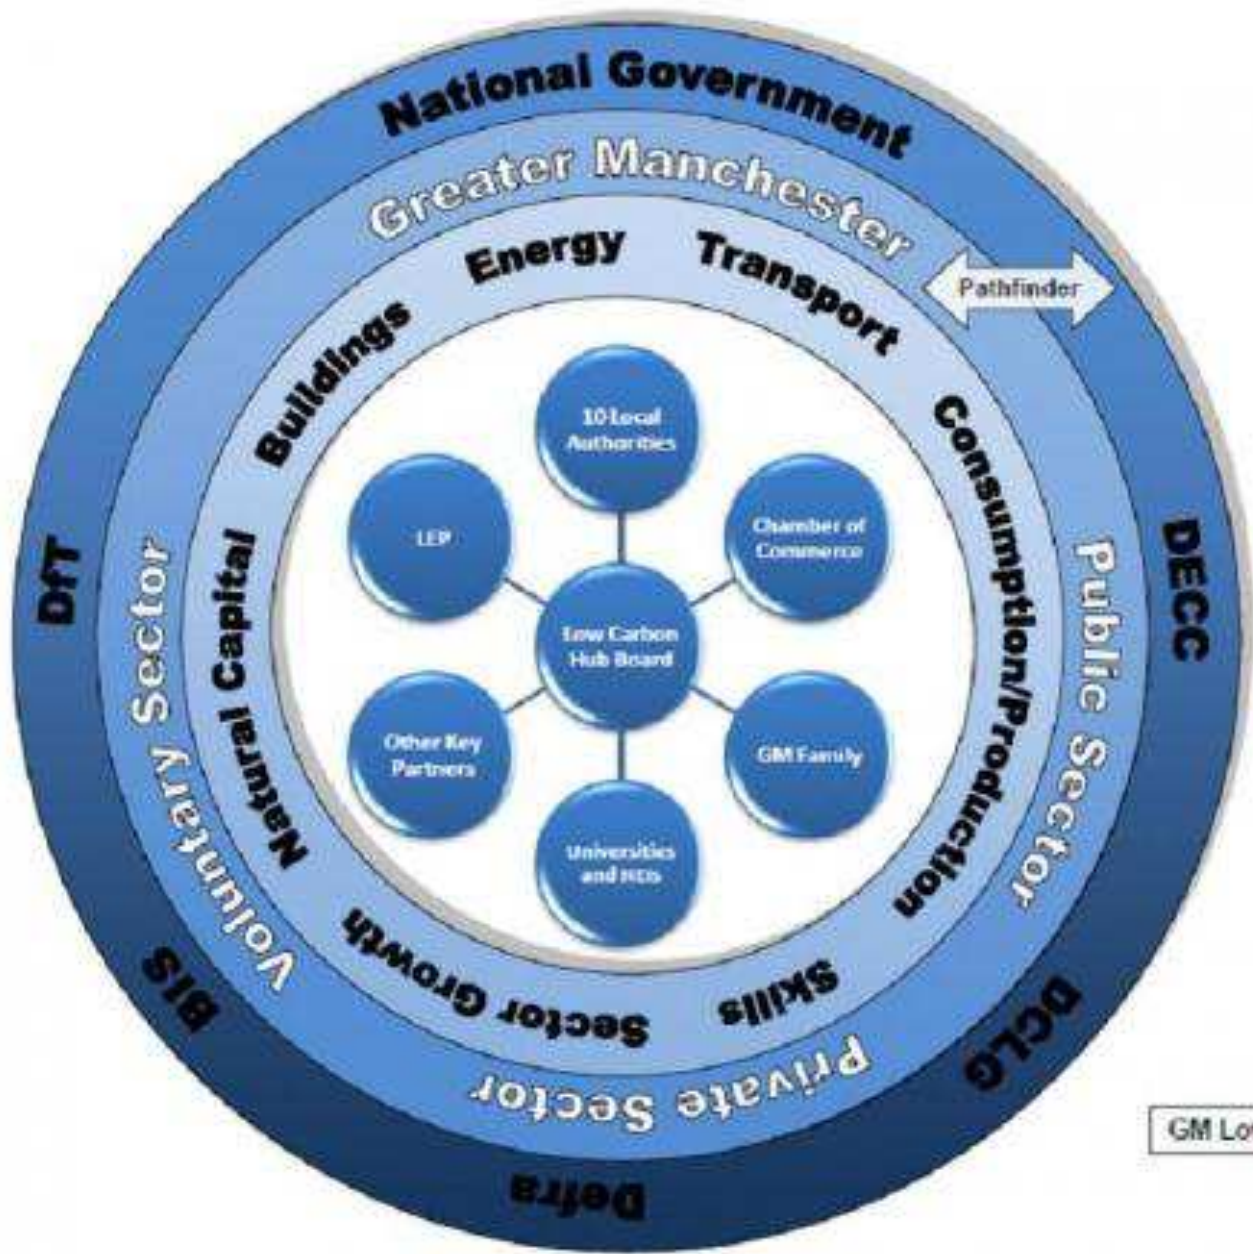 National Government
Greater Manchester
Energy
Transport
Buildings
Pathfinder
Consumption/Production
10 Local
Authorities
LEP
Chamber of
Commerce
DfT
DECC
Voluntary Sector
Natural Capital
Low Carbon
Hub Board
Public Sector
Other Key
Partners
GM Family
Universities
and HEIs
Sector Growth
Skills
BIS
DCLG
Private Sector
Defra
GM